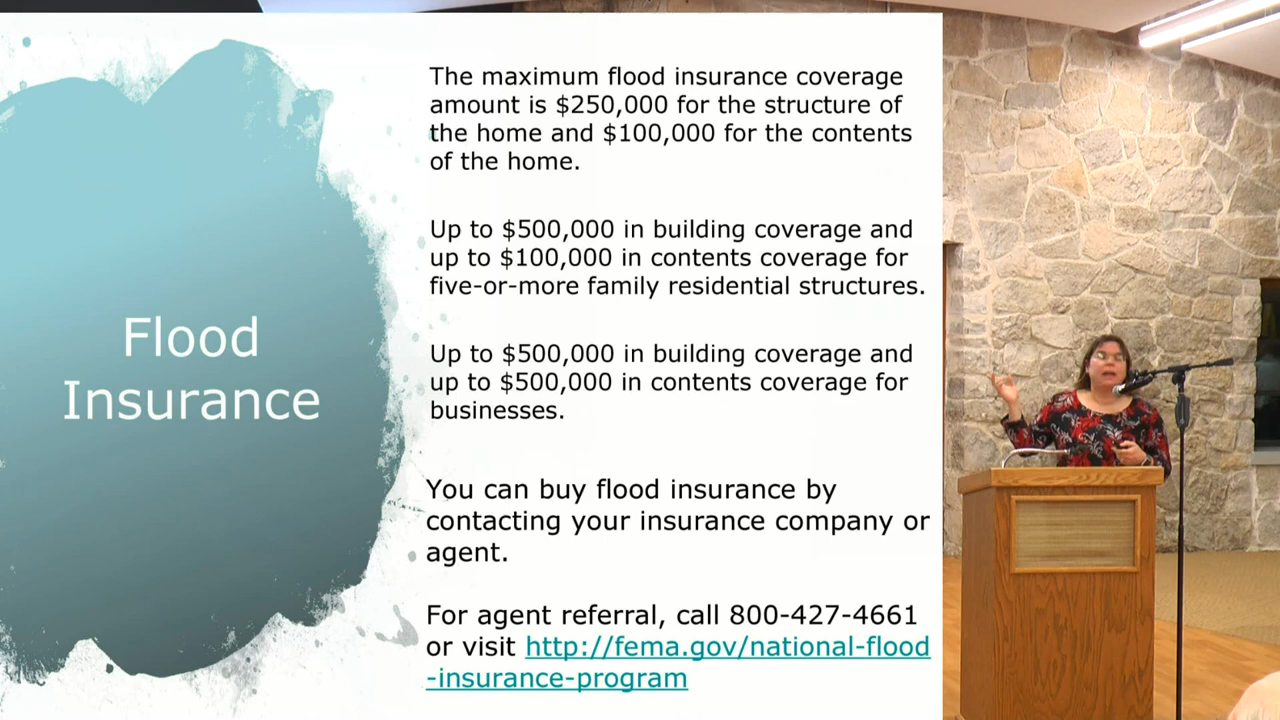 Flood
Insurance
The maximum flood insurance coverage
amount is $250,000 for the structure of
the home and $100,000 for the contents
of the home.
Up to $500,000 in building coverage and
up to $100,000 in contents coverage for
five-or-more family residential structures.
Up to $500,000 in building coverage and
up to $500,000 in contents coverage for
businesses.
You can buy flood insurance by
contacting your insurance company or
agent.
For agent referral, call 800-427-4661
or visit http://fema.gov/national-flood
-insurance-program